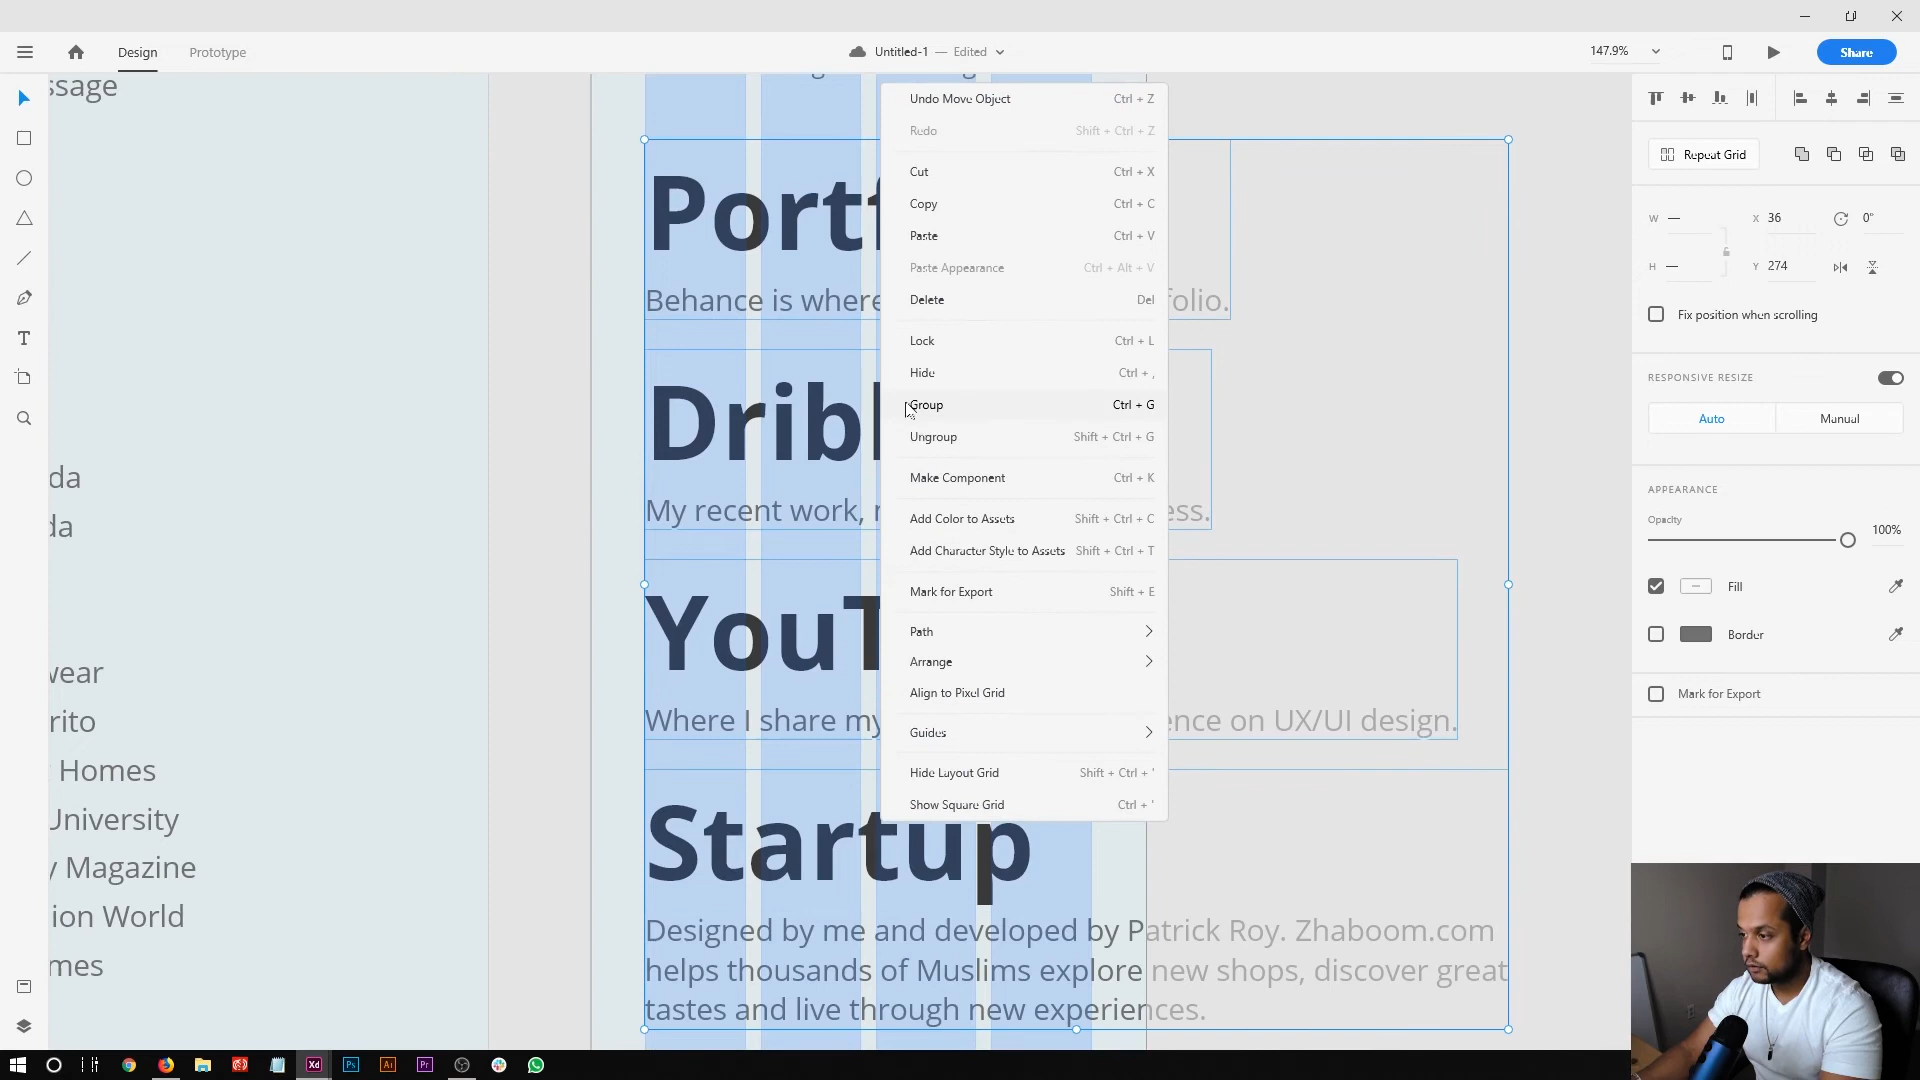 Design
Prototype
Untitled-1 — Edited
147.9%
Share
ssage
da
da
wear
rito
Homes
University
y Magazine
ion World
mes
Portf
Behance is where
folio.
Dribb
My recent work,
ess.
YouT
Where I share my
ence on UX/UI design.
Startup
Designed by me and developed by Patrick Roy. Zhaboom.com
helps thousands of Muslims explore new shops, discover great
tastes and live through new experiences.
Undo Move Object Ctrl + Z
Redo Shift + Ctrl + Z
Cut Ctrl + X
Copy Ctrl + C
Paste Ctrl + V
Paste Appearance Ctrl + Alt + V
Delete Del
Lock Ctrl + L
Hide Ctrl + ,
Group Ctrl + G
Ungroup Shift + Ctrl + G
Make Component Ctrl + K
Add Color to Assets Shift + Ctrl + C
Add Character Style to Assets Shift + Ctrl + T
Mark for Export Shift + E
Path
Arrange
Align to Pixel Grid
Guides
Hide Layout Grid Shift + Ctrl + '
Show Square Grid Ctrl + '
Repeat Grid
W — X 36 0°
H — Y 274
Fix position when scrolling
RESPONSIVE RESIZE
Auto Manual
APPEARANCE
Opacity
100%
Fill
Border
Mark for Export
Xd Ps Ai Pr